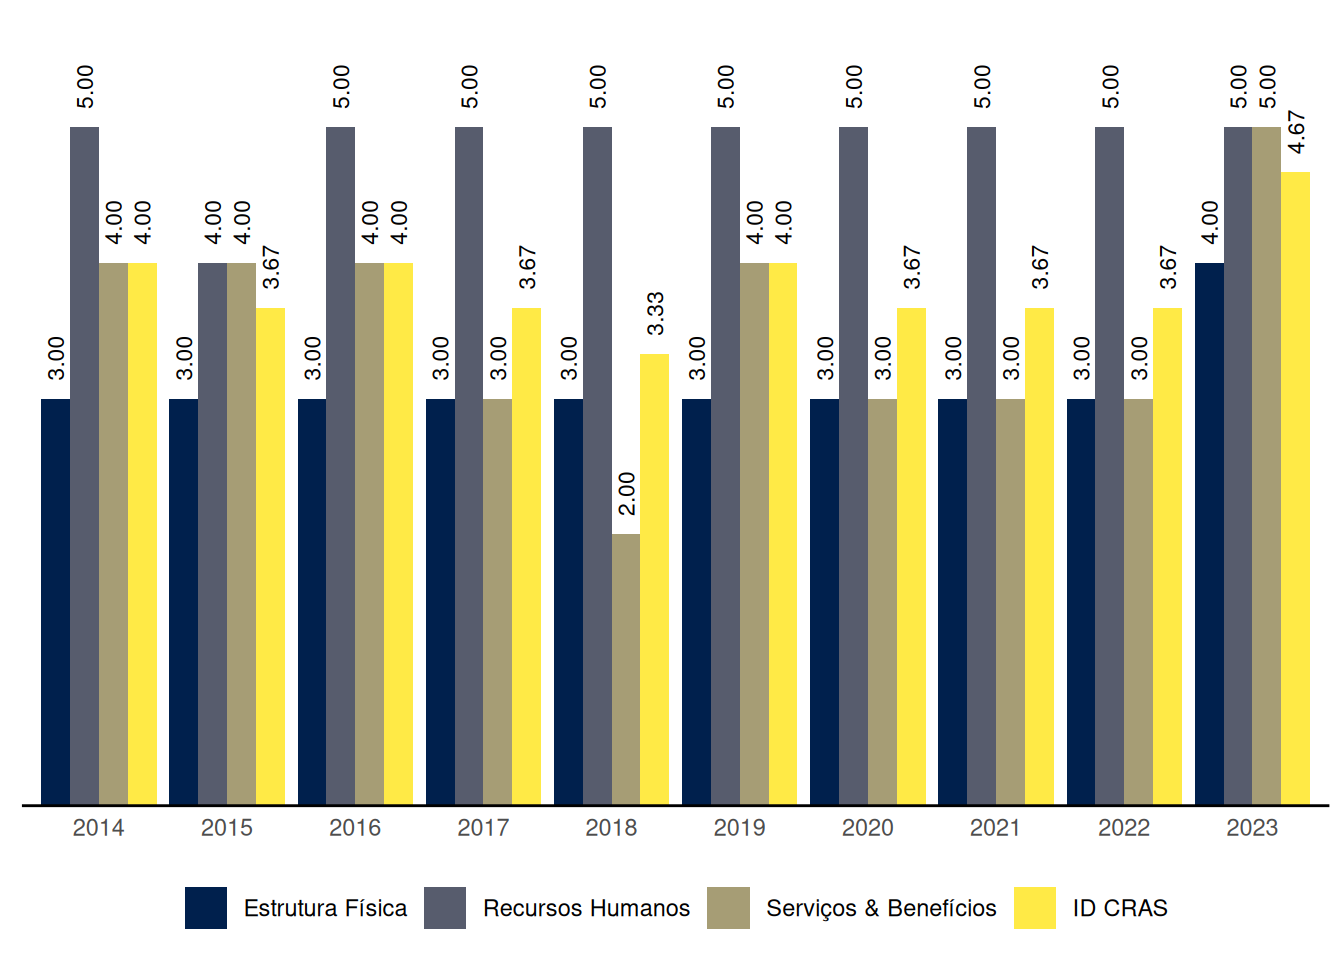 5.00 5.00 5.00 5.00 5.00 5.00 5.00 5.00 5.00 5.00
4.67
4.00 4.00 4.00 4.00 4.00 4.00 4.00 4.00 4.00
3.67 3.67 3.67 3.67 3.67
3.33
3.00 3.00 3.00 3.00 3.00 3.00 3.00 3.00 3.00 3.00 3.00 3.00 3.00
2.00
2014 2015 2016 2017 2018 2019 2020 2021 2022 2023
Estrutura Física Recursos Humanos Serviços & Benefícios ID CRAS